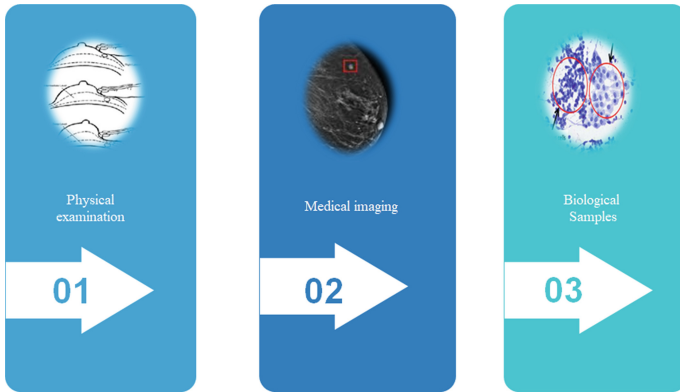 Physical
examination
01
Medical imaging
02
Biological
Samples
03